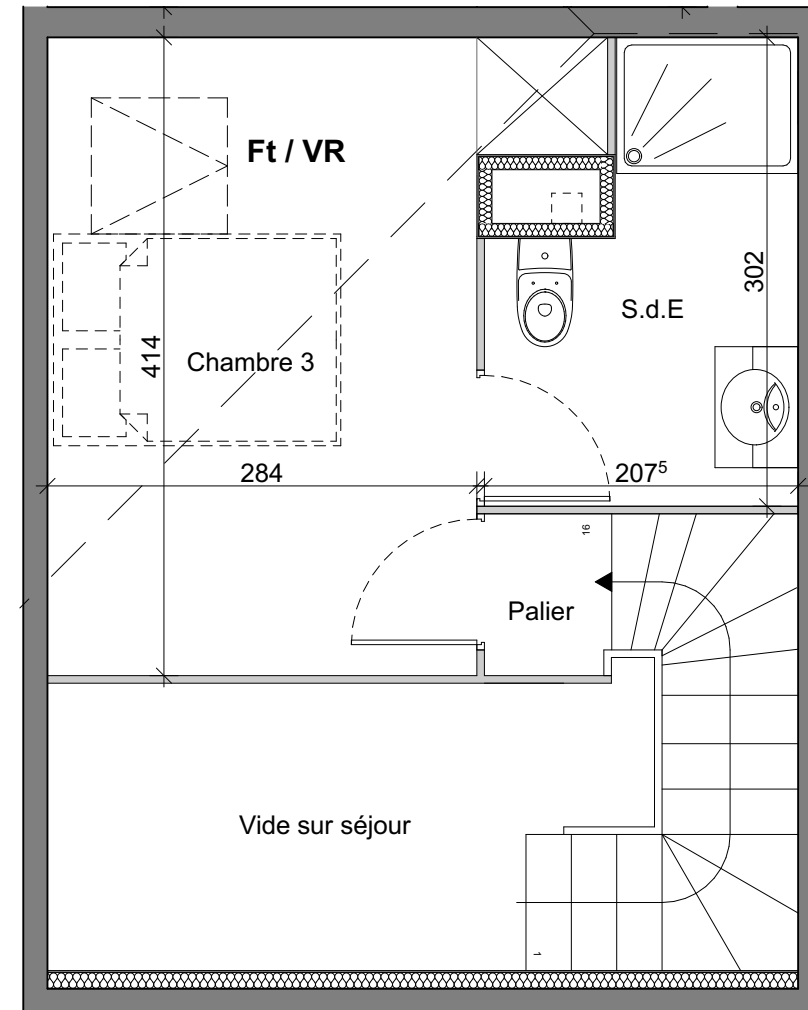 Ft / VR
S.d.E
302
414
Chambre 3
284
207⁵
16
Palier
Vide sur séjour
1